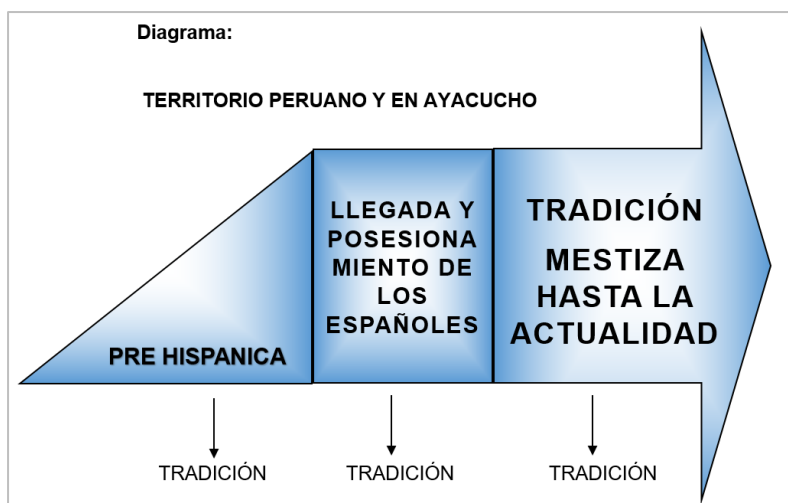 Diagrama:
TERRITORIO PERUANO Y EN AYACUCHO
PRE HISPANICA
LLEGADA Y
POSESIONA
MIENTO DE
LOS
ESPAÑOLES
TRADICIÓN
MESTIZA
HASTA LA
ACTUALIDAD
TRADICIÓN
TRADICIÓN
TRADICIÓN